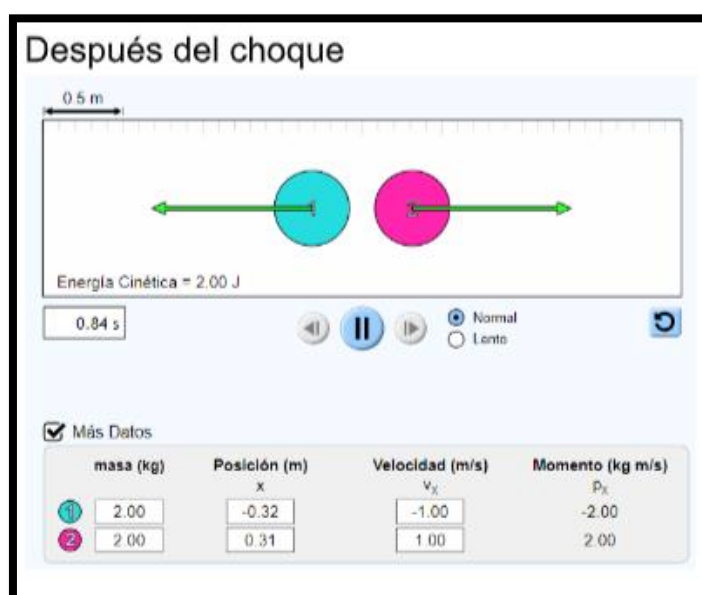 Después del choque
0.5 m
1
2
Energía Cinética = 2.00 J
0.84 s
Normal
Lento
Más Datos
masa (kg) Posición (m) Velocidad (m/s) Momento (kg m/s)
x vₓ pₓ
1 2.00 -0.32 -1.00 -2.00
2 2.00 0.31 1.00 2.00